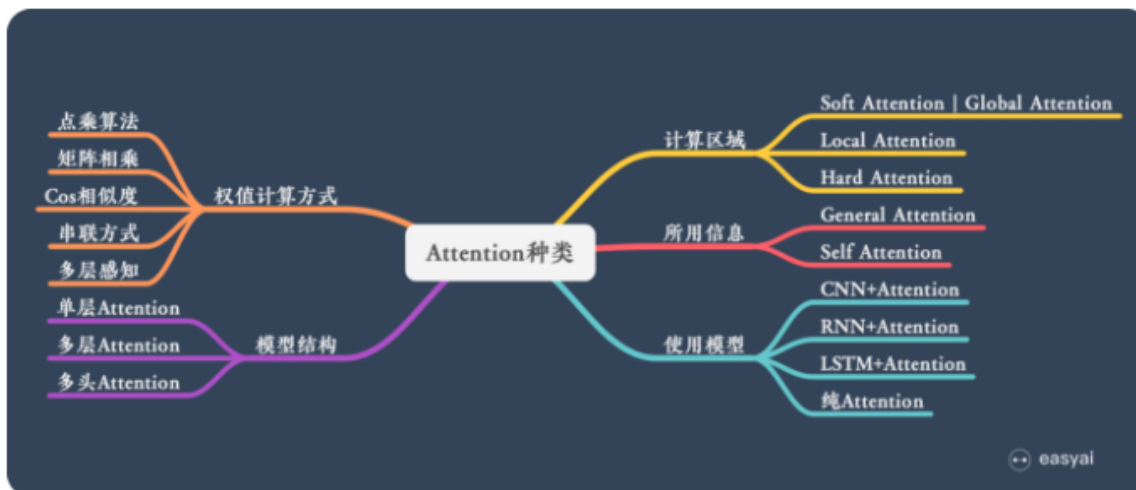 Attention种类
权值计算方式
点乘算法
矩阵相乘
Cos相似度
串联方式
多层感知
模型结构
单层Attention
多层Attention
多头Attention
计算区域
Soft Attention | Global Attention
Local Attention
Hard Attention
所用信息
General Attention
Self Attention
使用模型
CNN+Attention
RNN+Attention
LSTM+Attention
纯Attention
easyai